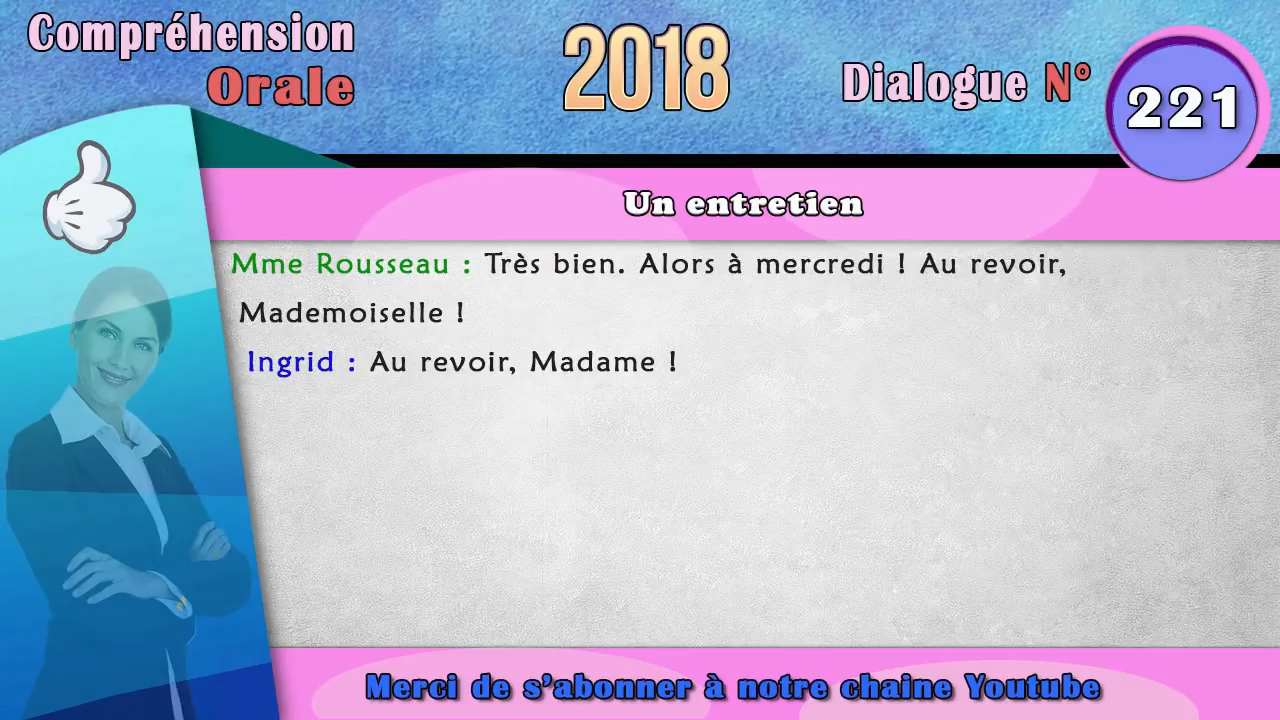 Compréhension
Orale
2018
Dialogue N°
221
Un entretien
Mme Rousseau : Très bien. Alors à mercredi ! Au revoir,
Mademoiselle !
Ingrid : Au revoir, Madame !
Merci de s'abonner à notre chaine Youtube